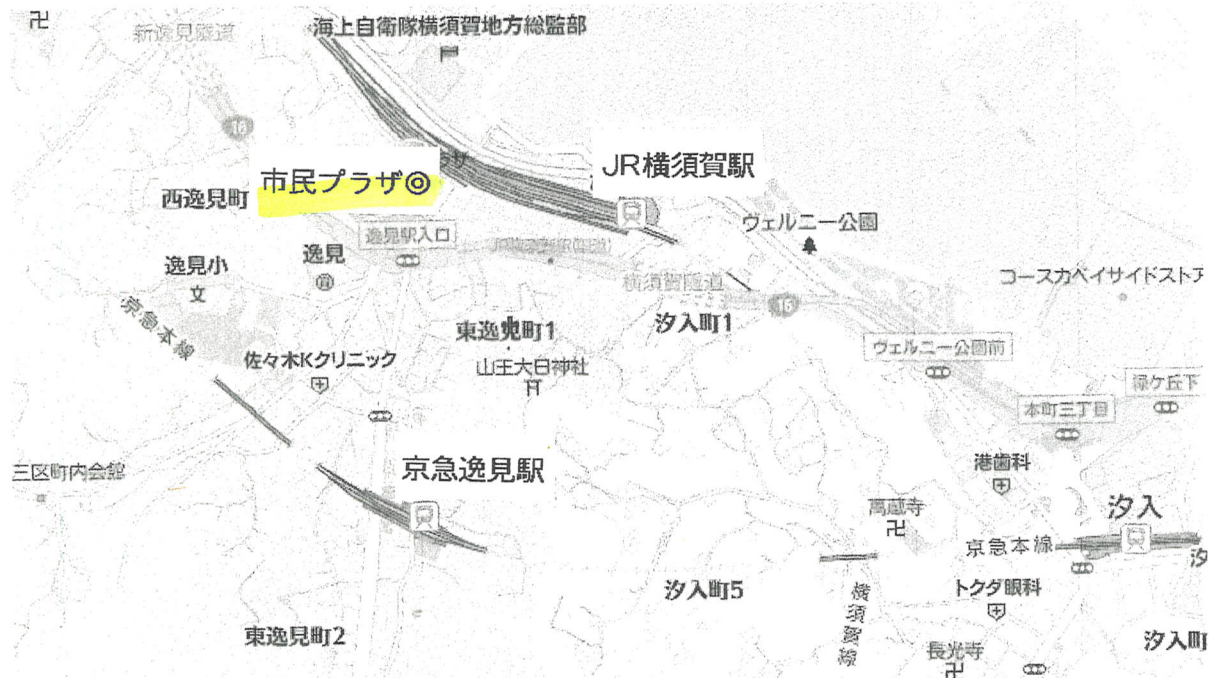 新逸見隧道
海上自衛隊横須賀地方総監部
16
JR横須賀駅
市民プラザ◎
西逸見町
逸見駅入口
ヴェルニー公園
逸見小
文
逸見
横須賀隧道
コースカベイサイドストア
16
京急本線
東逸見町1
汐入町1
佐々木Kクリニック
山王大日神社
ヴェルニー公園前
緑ケ丘下
本町三丁目
三区町内会館
京急逸見駅
港歯科
萬蔵寺
汐入
京急本線
汐
汐入町5
横須賀線
トクダ眼科
東逸見町2
長光寺
汐入町